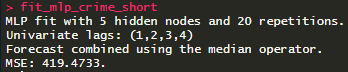 > fit_mlp_crime_short
MLP fit with 5 hidden nodes and 20 repetitions.
Univariate lags: (1,2,3,4)
Forecast combined using the median operator.
MSE: 419.4733.